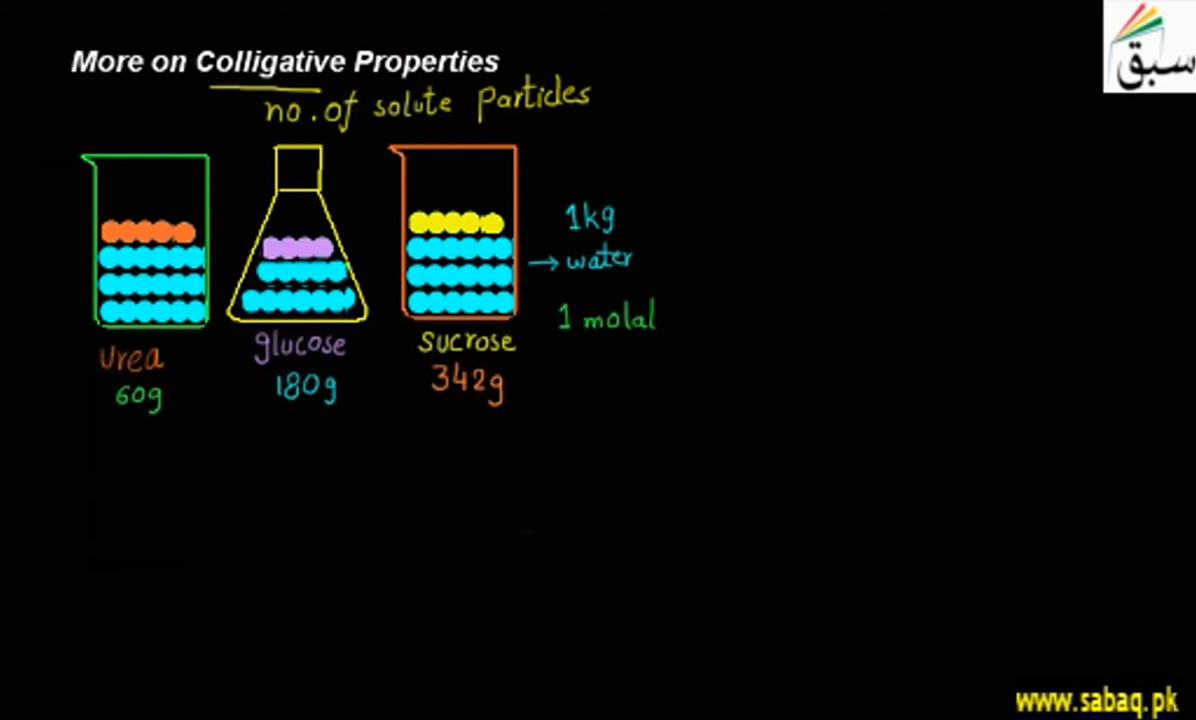 More on Colligative Properties
no. of solute particles
سبق
1kg
→ water
1 molal
urea
glucose
sucrose
60g
180g
342g
www.sabaq.pk